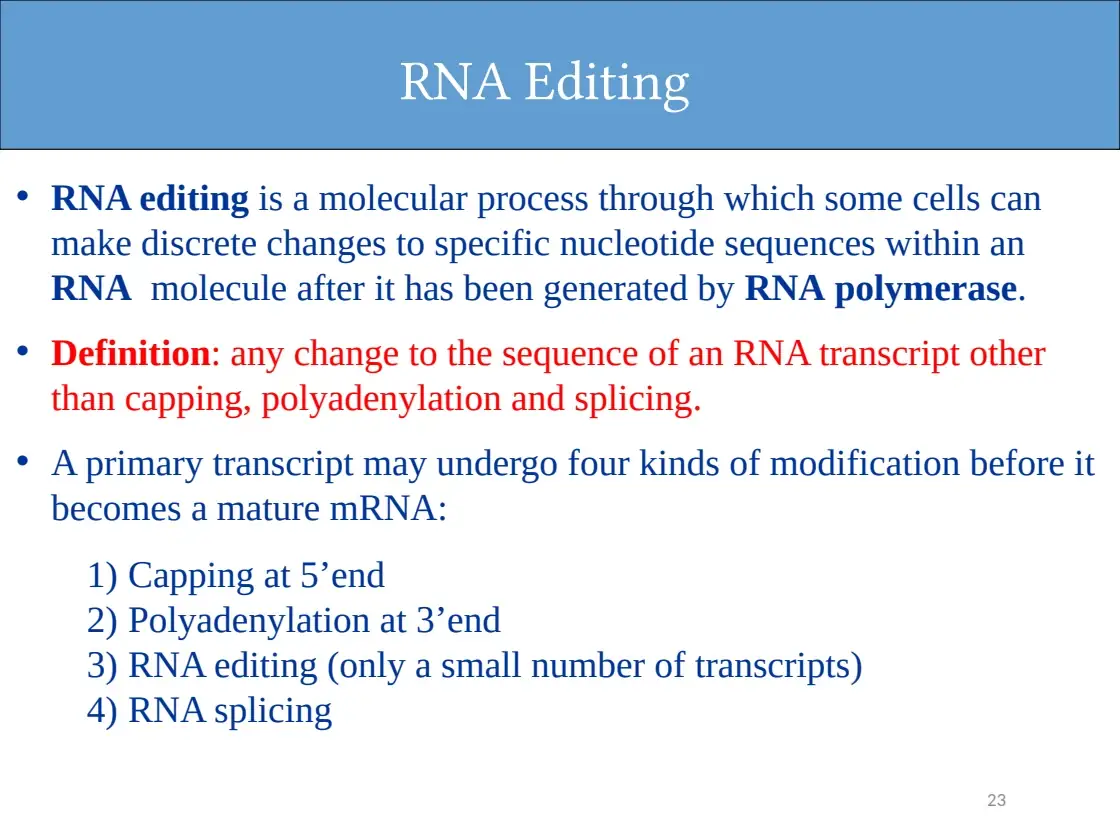 RNA Editing
• RNA editing is a molecular process through which some cells can
make discrete changes to specific nucleotide sequences within an
RNA molecule after it has been generated by RNA polymerase.
• Definition: any change to the sequence of an RNA transcript other
than capping, polyadenylation and splicing.
• A primary transcript may undergo four kinds of modification before it
becomes a mature mRNA:
1) Capping at 5’end
2) Polyadenylation at 3’end
3) RNA editing (only a small number of transcripts)
4) RNA splicing
23